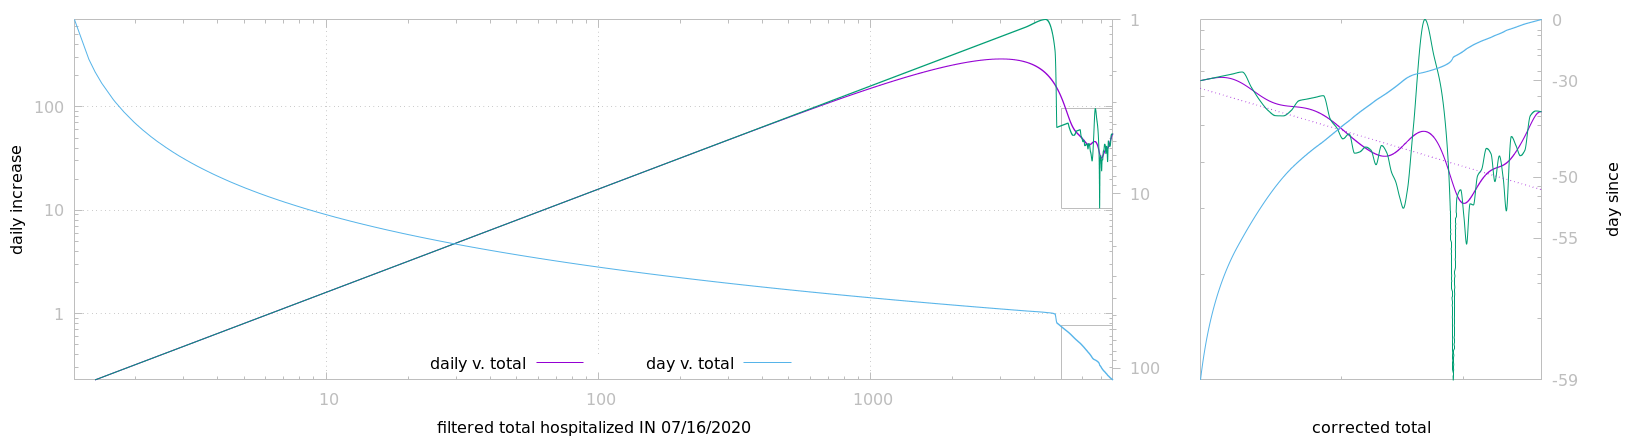 1
0
100
-30
10
-50
10
-55
1
daily increase
day since
daily v. total
day v. total
100
-59
10
100
1000
filtered total hospitalized IN 07/16/2020
corrected total